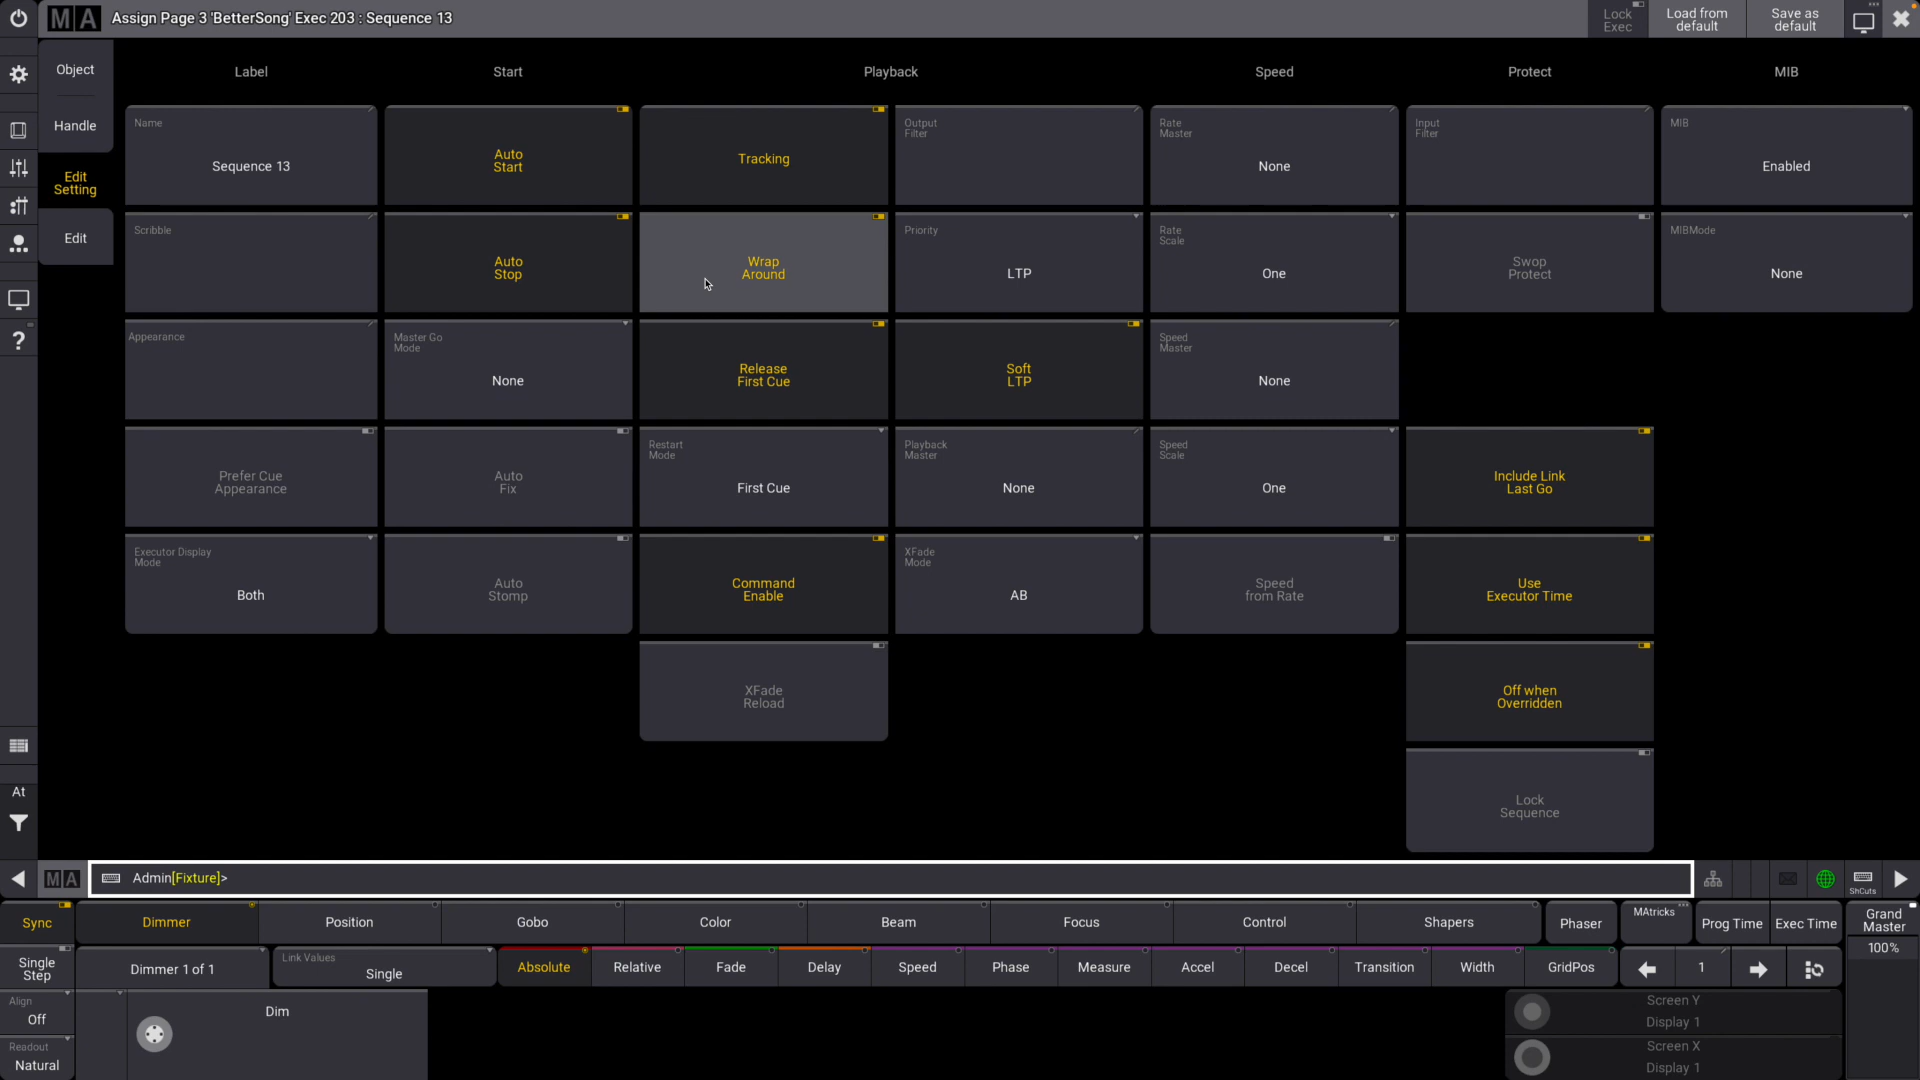 MA
Assign Page 3 'BetterSong' Exec 203 : Sequence 13
Lock
Exec
Load from
default
Save as
default
Object
Handle
Edit
Setting
Edit
Label
Start
Playback
Speed
Protect
MIB
Name
Sequence 13
Auto
Start
Tracking
Output
Filter
Rate
Master
None
Input
Filter
MIB
Enabled
Scribble
Auto
Stop
Wrap
Around
Priority
LTP
Rate
Scale
One
Swop
Protect
MIBMode
None
Appearance
Master Go
Mode
None
Release
First Cue
Soft
LTP
Speed
Master
None
Prefer Cue
Appearance
Auto
Fix
Restart
Mode
First Cue
Playback
Master
None
Speed
Scale
One
Include Link
Last Go
Executor Display
Mode
Both
Auto
Stomp
Command
Enable
XFade
Mode
AB
Speed
from Rate
Use
Executor Time
XFade
Reload
Off when
Overridden
Lock
Sequence
?
At
MA
Admin[Fixture]>
ShCuts
Sync
Dimmer
Position
Gobo
Color
Beam
Focus
Control
Shapers
Phaser
MAtricks
Prog Time
Exec Time
Grand
Master
100%
Single
Step
Dimmer 1 of 1
Link Values
Single
Absolute
Relative
Fade
Delay
Speed
Phase
Measure
Accel
Decel
Transition
Width
GridPos
1
Align
Off
Dim
Screen Y
Display 1
Readout
Natural
Screen X
Display 1